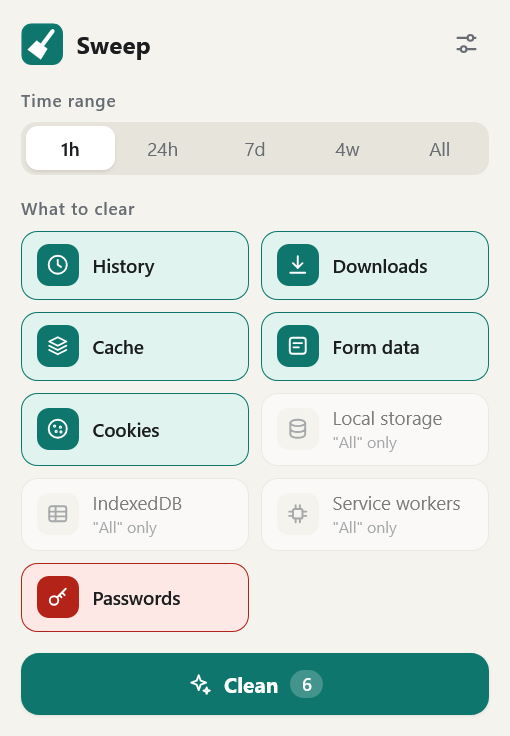 Sweep
Time range
1h 24h 7d 4w All
What to clear
History
Downloads
Cache
Form data
Cookies
Local storage
"All" only
IndexedDB
"All" only
Service workers
"All" only
Passwords
Clean 6